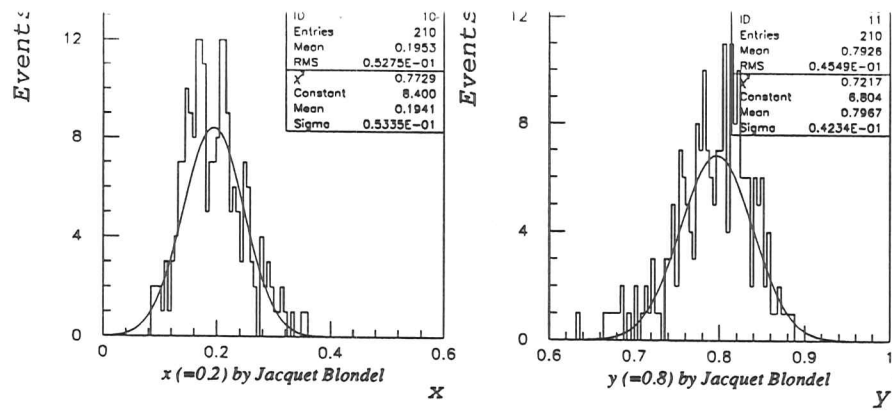 Events
12
8
4
0
0
0.2
0.4
0.6
ID 10
Entries 210
Mean 0.1953
RMS 0.5275E-01
χ² 0.7729
Constant 8.400
Mean 0.1941
Sigma 0.5335E-01
x (=0.2) by Jacquet Blondel
x
Events
12
8
4
0
0.6
0.7
0.8
0.9
1
ID 11
Entries 210
Mean 0.7926
RMS 0.4549E-01
χ² 0.7217
Constant 6.804
Mean 0.7967
Sigma 0.4234E-01
y (=0.8) by Jacquet Blondel
y